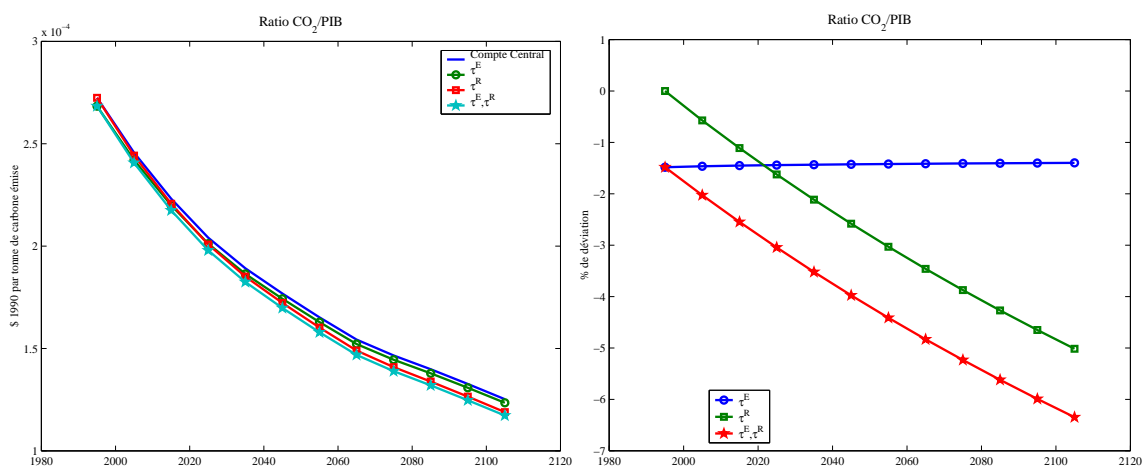 Ratio CO2/PIB
x 10^-4
3
2.5
2
1.5
1
1980 2000 2020 2040 2060 2080 2100 2120
$ 1990 par tonne de carbone émise
Compte Central
τ^E
τ^R
τ^E,τ^R
Ratio CO2/PIB
1
0
−1
−2
−3
−4
−5
−6
−7
1980 2000 2020 2040 2060 2080 2100 2120
% de déviation
τ^E
τ^R
τ^E,τ^R